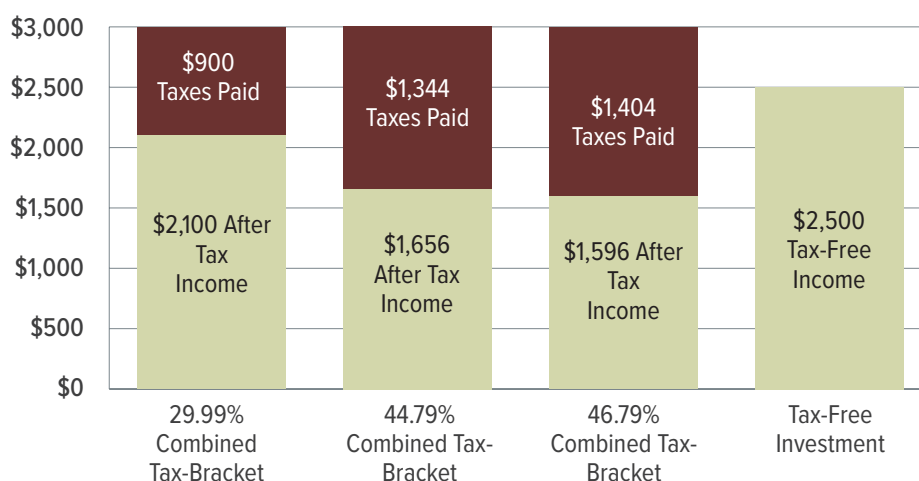 $3,000
$2,500
$2,000
$1,500
$1,000
$500
$0
$900
Taxes Paid
$2,100 After
Tax
Income
$1,344
Taxes Paid
$1,656
After Tax
Income
$1,404
Taxes Paid
$1,596 After
Tax
Income
$2,500
Tax-Free
Income
29.99%
Combined
Tax-Bracket
44.79%
Combined Tax-
Bracket
46.79%
Combined Tax-
Bracket
Tax-Free
Investment